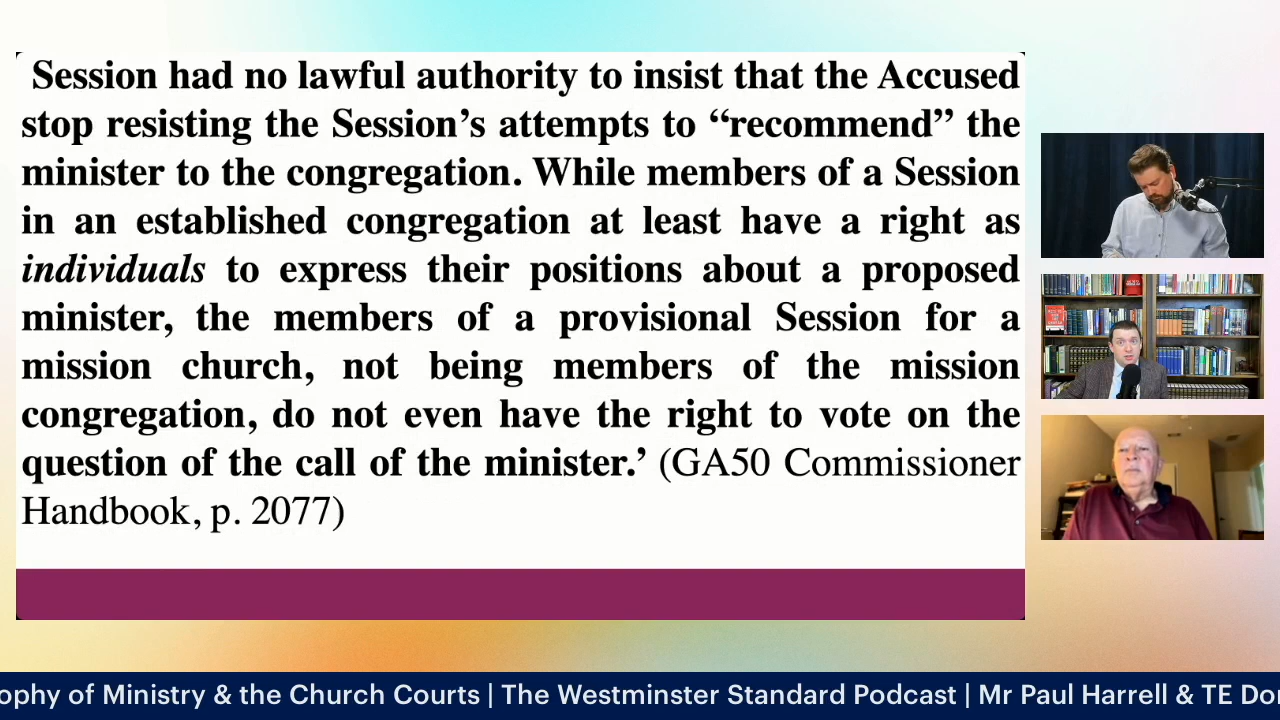 Session had no lawful authority to insist that the Accused
stop resisting the Session’s attempts to “recommend” the
minister to the congregation. While members of a Session
in an established congregation at least have a right as
individuals to express their positions about a proposed
minister, the members of a provisional Session for a
mission church, not being members of the mission
congregation, do not even have the right to vote on the
question of the call of the minister.’ (GA50 Commissioner
Handbook, p. 2077)
ophy of Ministry & the Church Courts | The Westminster Standard Podcast | Mr Paul Harrell & TE Do